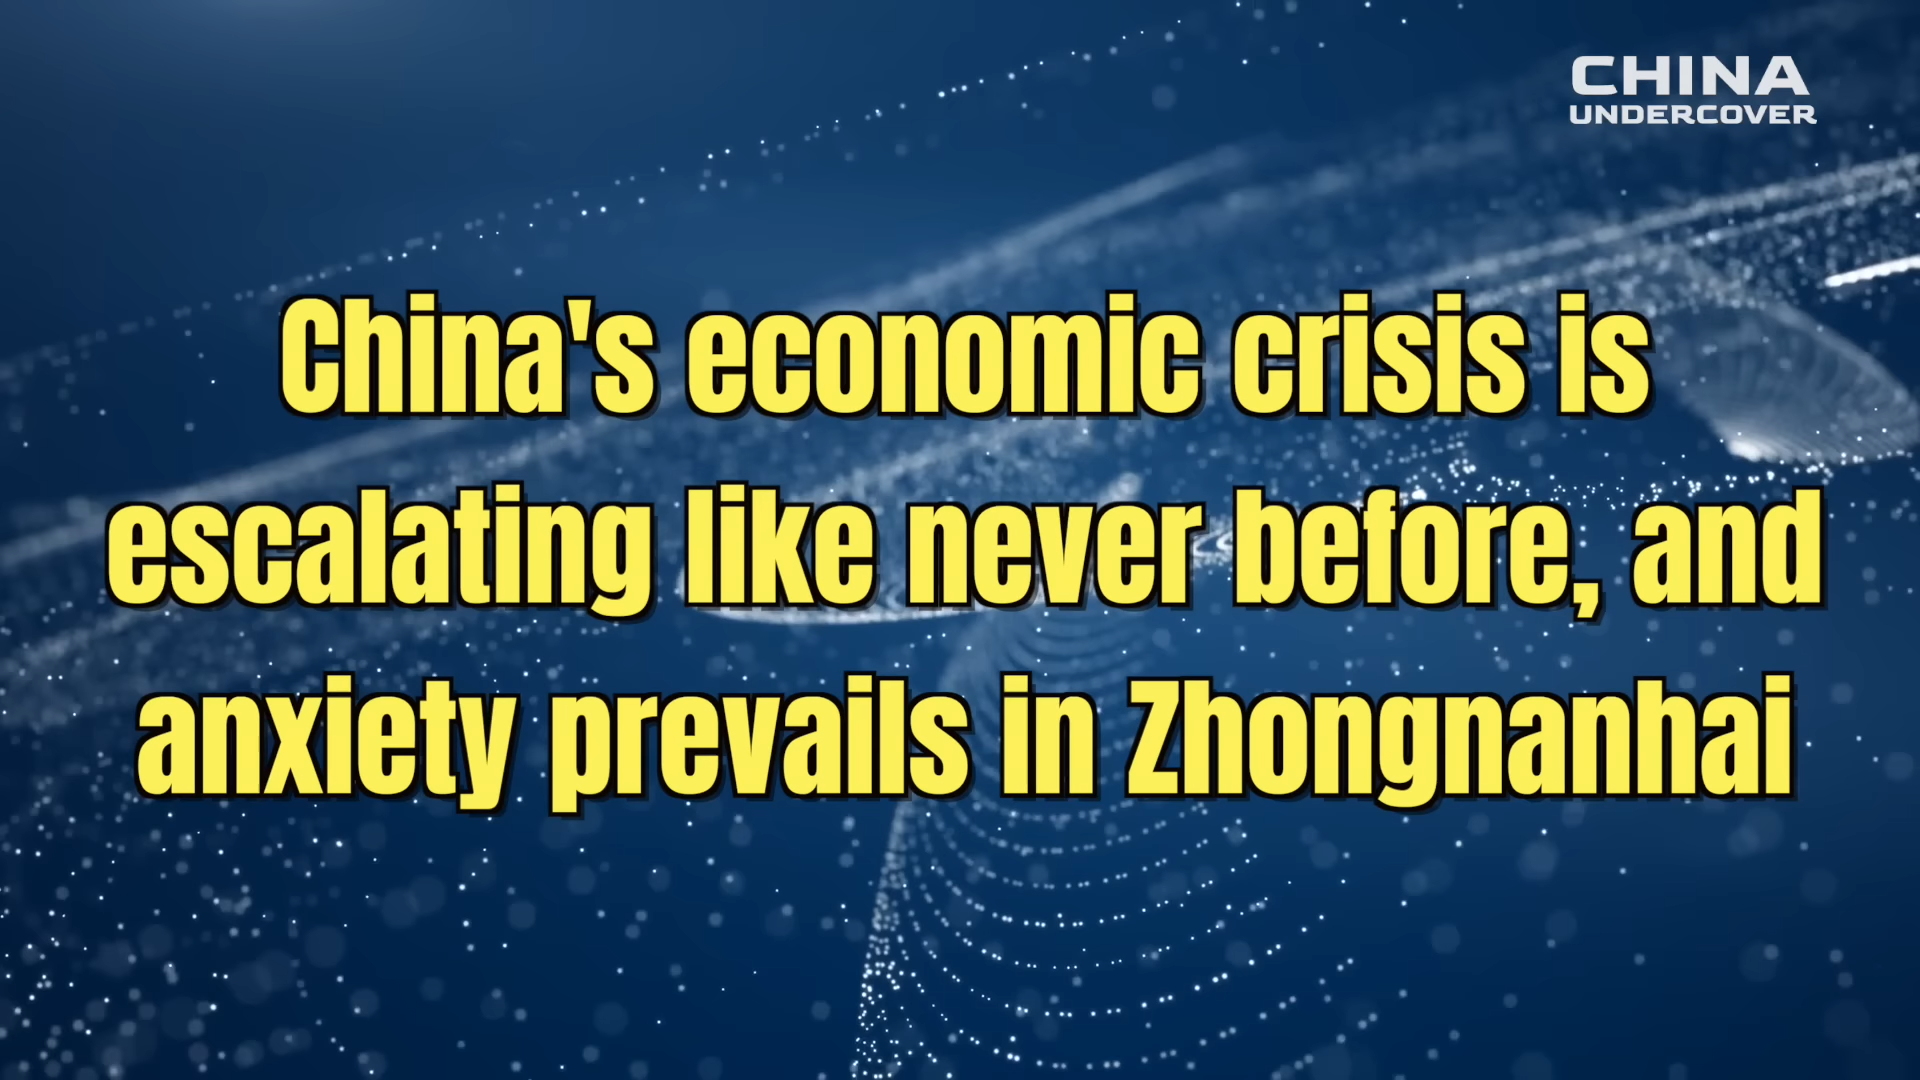 CHINA
UNDERCOVER
China's economic crisis is
escalating like never before, and
anxiety prevails in Zhongnanhai